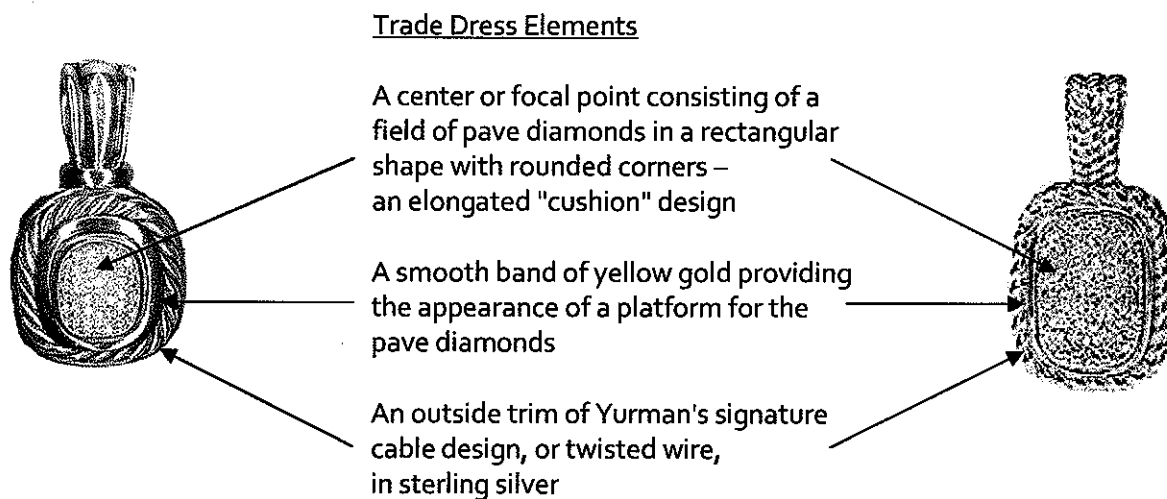 Trade Dress Elements
A center or focal point consisting of a
field of pave diamonds in a rectangular
shape with rounded corners –
an elongated "cushion" design
A smooth band of yellow gold providing
the appearance of a platform for the
pave diamonds
An outside trim of Yurman's signature
cable design, or twisted wire,
in sterling silver